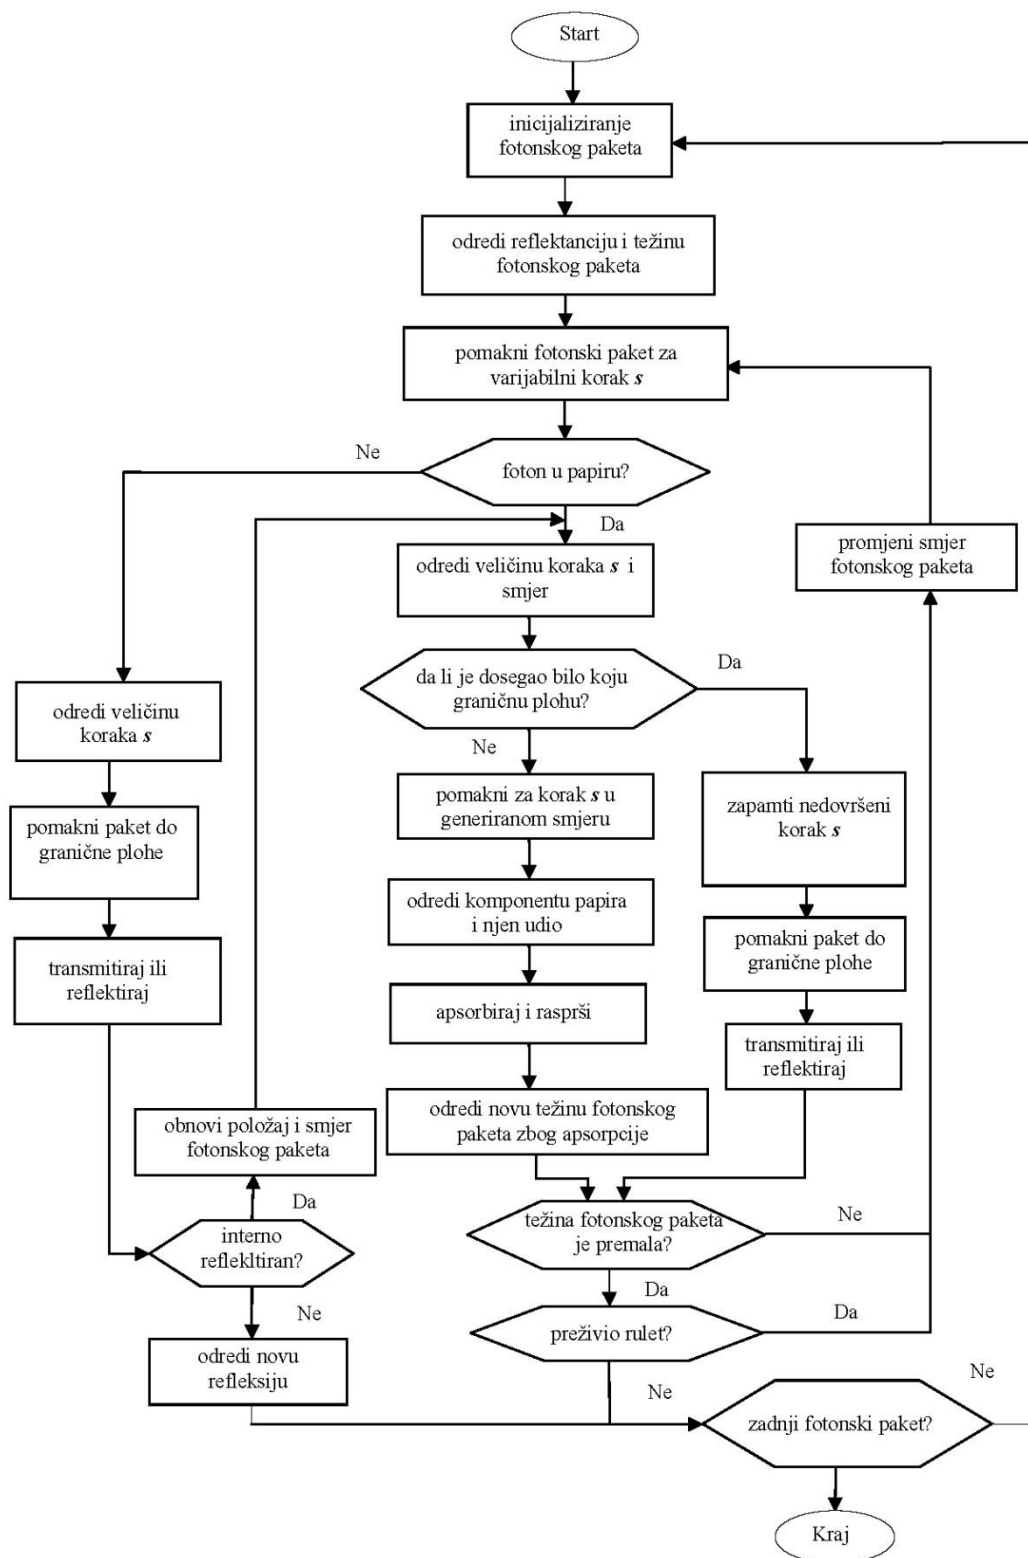 Start
inicijaliziranje
fotonskog paketa
odredi reflektanciju i težinu
fotonskog paketa
pomakni fotonski paket za
varijabilni korak s
Ne
foton u papiru?
Da
odredi veličinu koraka s i
smjer
promjeni smjer
fotonskog paketa
da li je dosegao bilo koju
graničnu plohu?
Da
Ne
odredi veličinu
koraka s
pomakni za korak s u
generiranom smjeru
zapamti nedovršeni
korak s
pomakni paket do
granične plohe
odredi komponentu papira
i njen udio
pomakni paket do
granične plohe
transmitiraj ili
reflektiraj
apsorbiraj i rasprši
transmitiraj ili
reflektiraj
obnovi položaj i smjer
fotonskog paketa
odredi novu težinu fotonskog
paketa zbog apsorpcije
Da
interno
reflekltiran?
težina fotonskog paketa
je premala?
Ne
Ne
Da
odredi novu
refleksiju
preživio rulet?
Da
Ne
zadnji fotonski paket?
Ne
Kraj